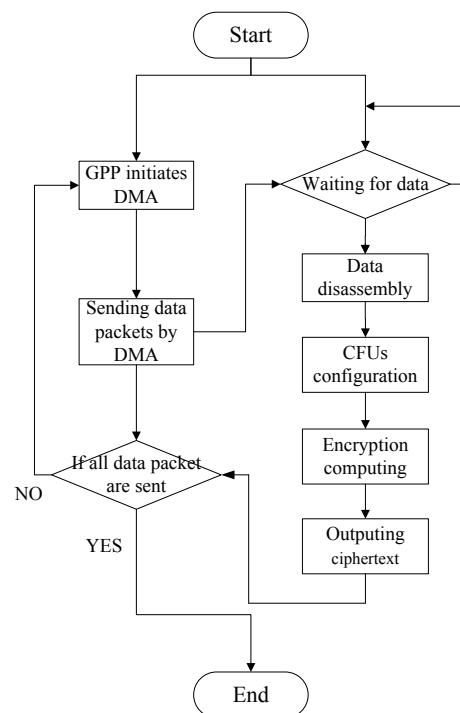 Start
GPP initiates
DMA
Waiting for data
Sending data
packets by
DMA
Data
disassembly
CFUs
configuration
If all data packet
are sent
NO
YES
Encryption
computing
Outputing
ciphertext
End